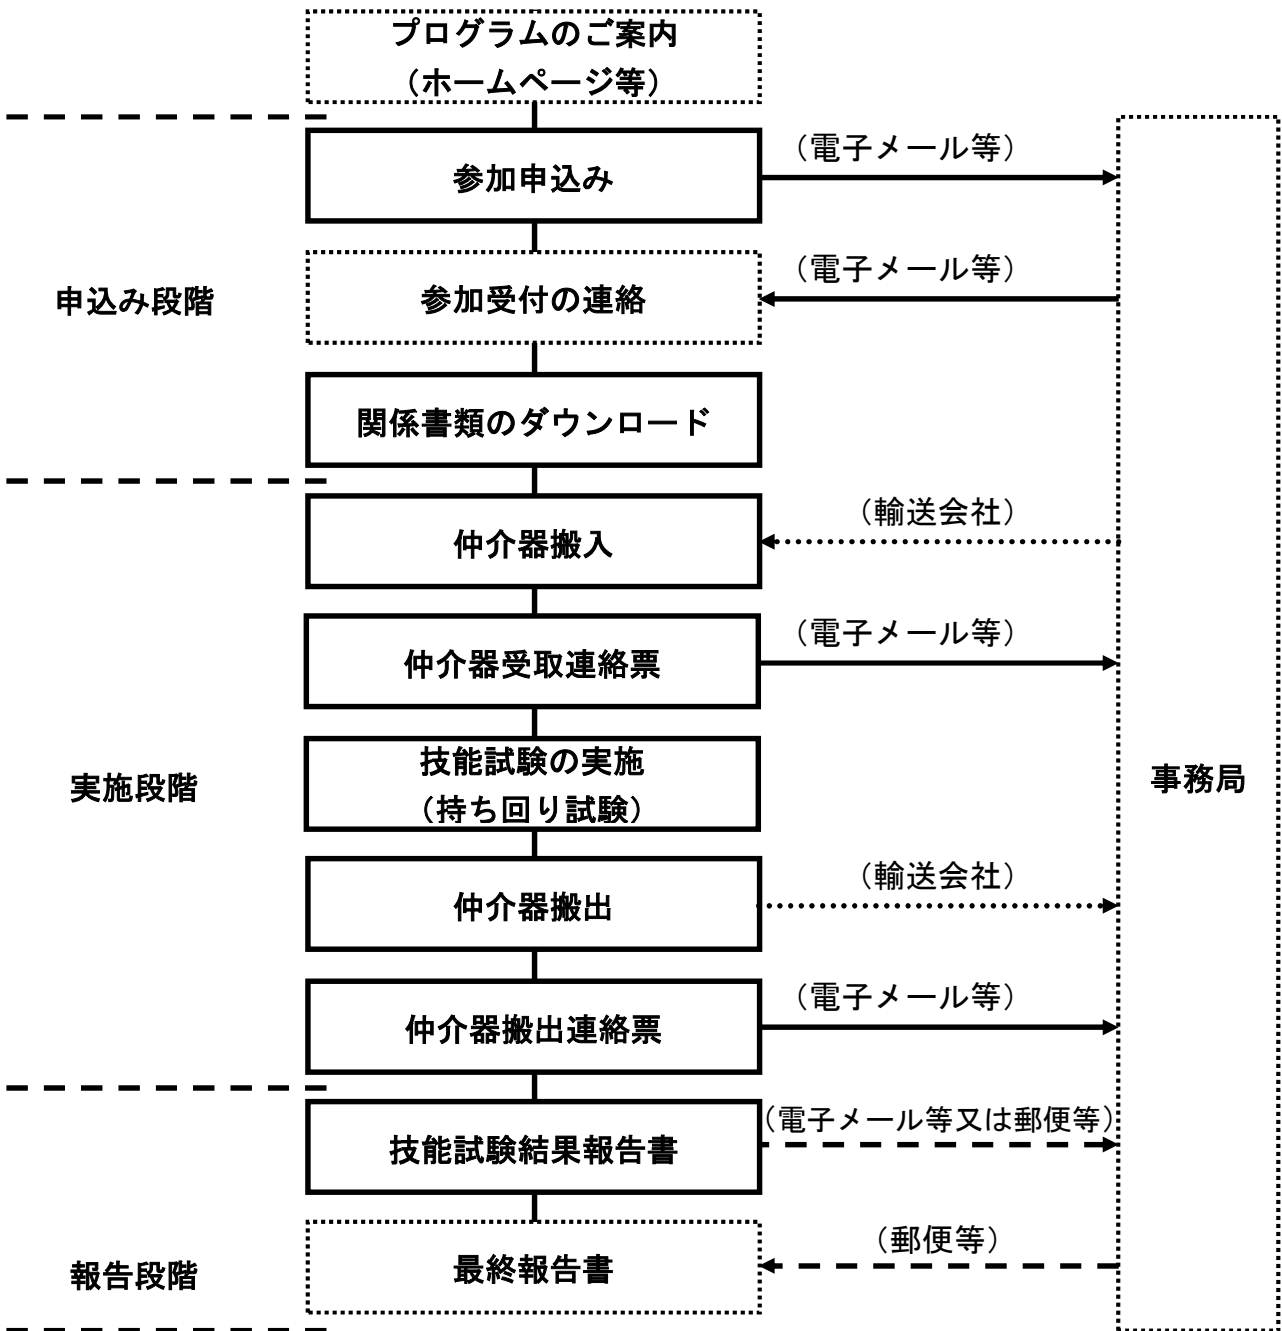 プログラムのご案内
（ホームページ等）
参加申込み
（電子メール等）
申込み段階
参加受付の連絡
（電子メール等）
関係書類のダウンロード
仲介器搬入
（輸送会社）
仲介器受取連絡票
（電子メール等）
実施段階
技能試験の実施
（持ち回り試験）
事務局
仲介器搬出
（輸送会社）
仲介器搬出連絡票
（電子メール等）
技能試験結果報告書
（電子メール等又は郵便等）
報告段階
最終報告書
（郵便等）